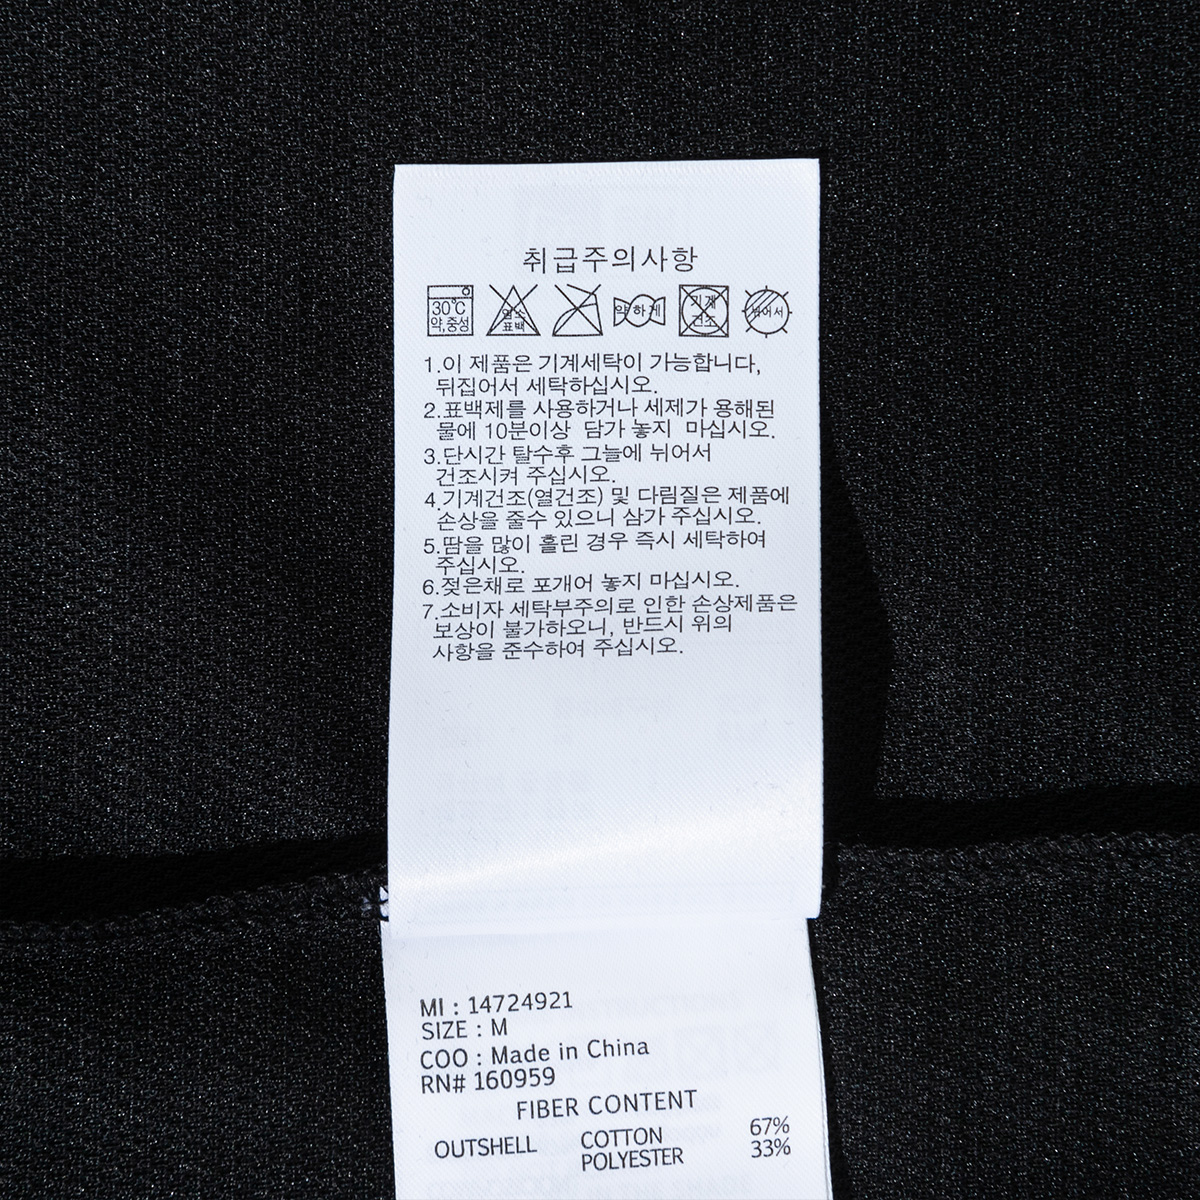 취급주의사항
30℃ 약,중성
염소 표백
약하게
기계 건조
뉘어서
1.이 제품은 기계세탁이 가능합니다,
뒤집어서 세탁하십시오.
2.표백제를 사용하거나 세제가 용해된
물에 10분이상 담가 놓지 마십시오.
3.단시간 탈수후 그늘에 뉘어서
건조시켜 주십시오.
4.기계건조(열건조) 및 다림질은 제품에
손상을 줄수 있으니 삼가 주십시오.
5.땀을 많이 흘린 경우 즉시 세탁하여
주십시오.
6.젖은채로 포개어 놓지 마십시오.
7.소비자 세탁부주의로 인한 손상제품은
보상이 불가하오니, 반드시 위의
사항을 준수하여 주십시오.
MI : 14724921
SIZE : M
COO : Made in China
RN# 160959
FIBER CONTENT
OUTSHELL COTTON 67%
POLYESTER 33%